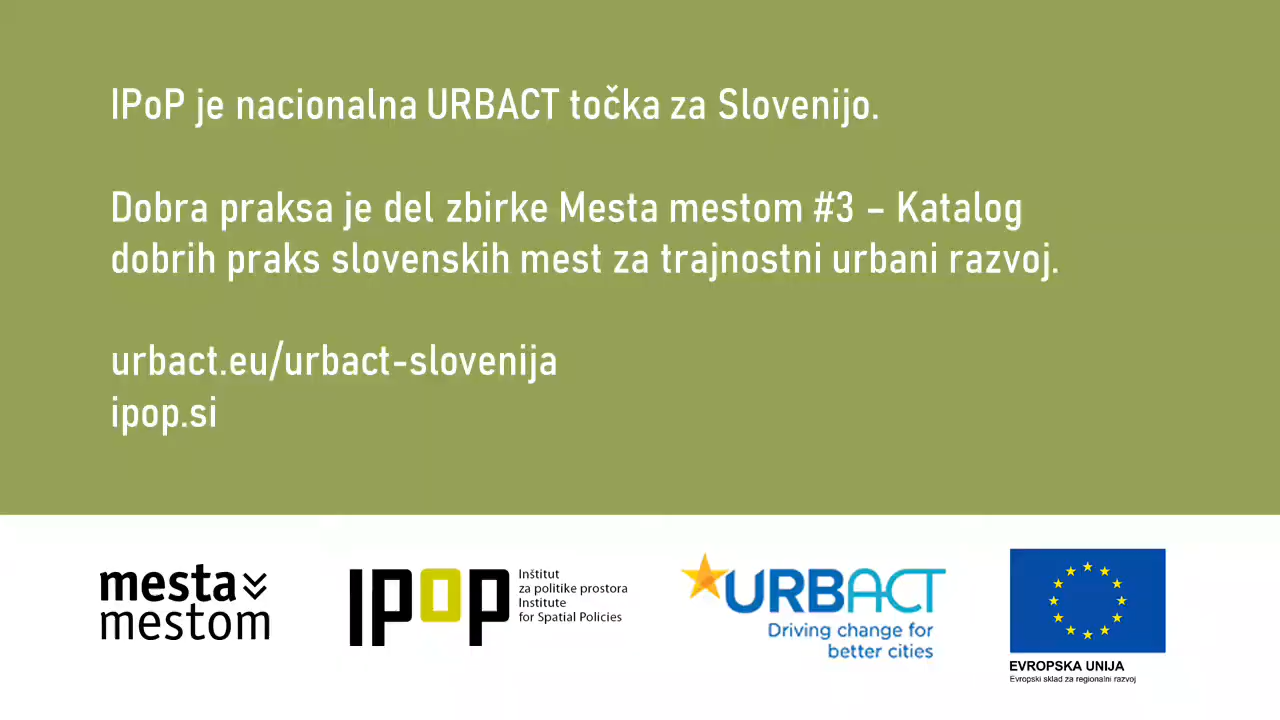 IPoP je nacionalna URBACT točka za Slovenijo.
Dobra praksa je del zbirke Mesta mestom #3 – Katalog
dobrih praks slovenskih mest za trajnostni urbani razvoj.
urbact.eu/urbact-slovenija
ipop.si
mesta
mestom
IPOP
Inštitut
za politike prostora
Institute
for Spatial Policies
URBACT
Driving change for
better cities
EVROPSKA UNIJA
Evropski sklad za regionalni razvoj